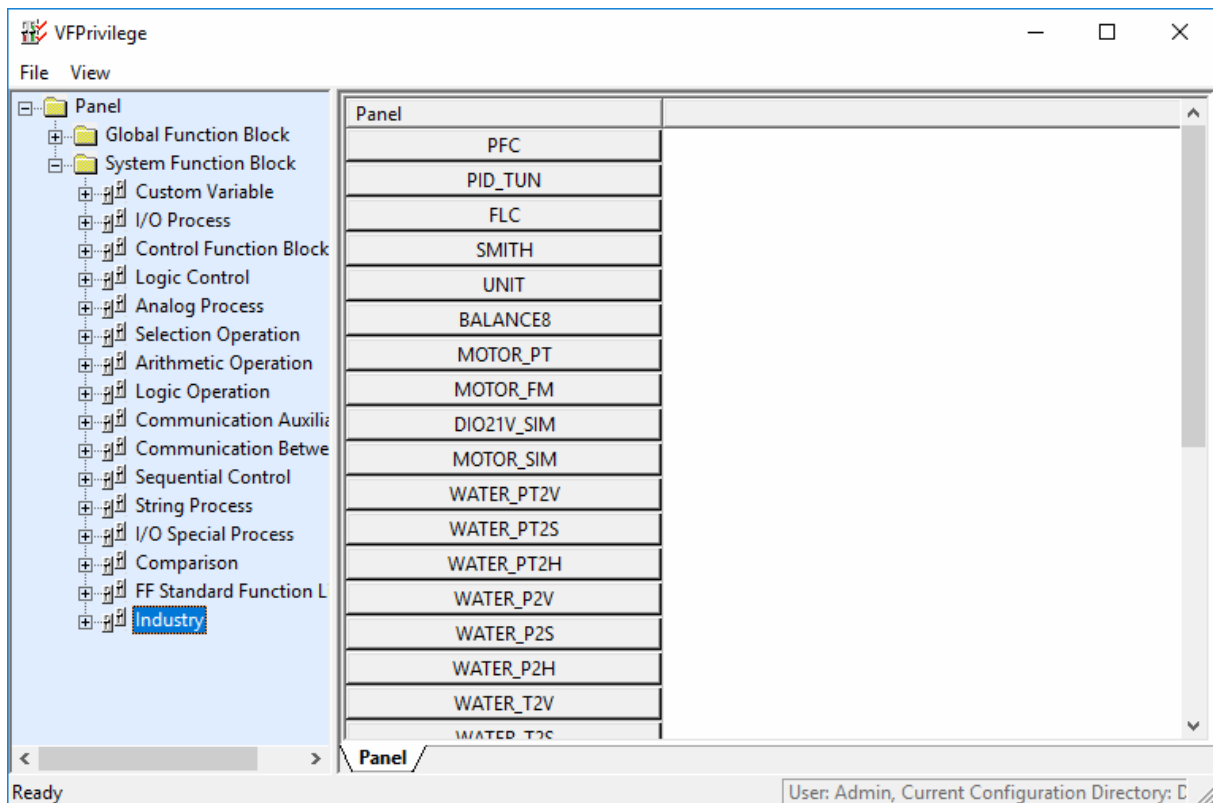 VFPrivilege
File View
Panel
Global Function Block
System Function Block
Custom Variable
I/O Process
Control Function Block
Logic Control
Analog Process
Selection Operation
Arithmetic Operation
Logic Operation
Communication Auxilia
Communication Betwe
Sequential Control
String Process
I/O Special Process
Comparison
FF Standard Function L
Industry
Panel
PFC
PID_TUN
FLC
SMITH
UNIT
BALANCE8
MOTOR_PT
MOTOR_FM
DIO21V_SIM
MOTOR_SIM
WATER_PT2V
WATER_PT2S
WATER_PT2H
WATER_P2V
WATER_P2S
WATER_P2H
WATER_T2V
WATER_T2S
Panel
Ready
User: Admin, Current Configuration Directory: D